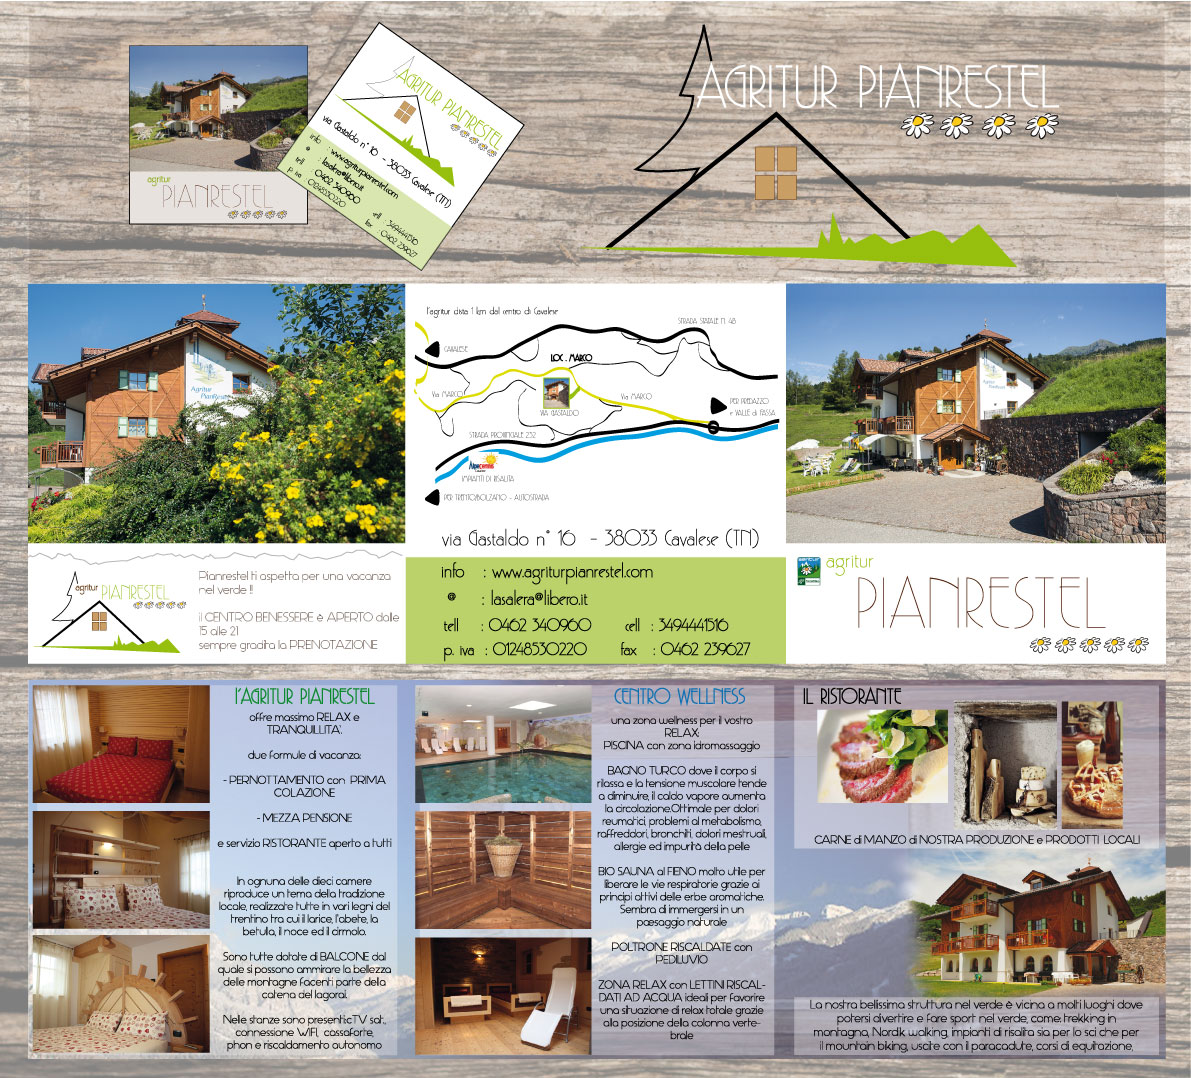 agritur
PIANRESTEL
AGRITUR PIANRESTEL
via Gastaldo n° 16 - 38033 Cavalese (TN)
info : www.agriturpianrestel.com
@ : lasalera@libero.it
tell : 0462 340960
cell : 3494441516
p. iva : 01248530220
fax : 0462 239627
AGRITUR PIANRESTEL
Agritur
l'agritur dista 1 km dal centro di Cavalese
STRADA STATALE N. 48
CAVALESE
LOC. MARCO
Via MARCO
Via MARCO
VIA GASTALDO
PER PREDAZZO
e VALLE di FASSA
STRADA PROVINCIALE 232
Alpe Cermis
IMPIANTI DI RISALITA
PER TRENTO/BOLZANO - AUTOSTRADA
via Gastaldo n° 16 - 38033 Cavalese (TN)
info : www.agriturpianrestel.com
@ : lasalera@libero.it
tell : 0462 340960 cell : 3494441516
p. iva : 01248530220 fax : 0462 239627
agritur PIANRESTEL
Pianrestel ti aspetta per una vacanza
nel verde !!
il CENTRO BENESSERE è APERTO dalle
15 alle 21
sempre gradita la PRENOTAZIONE
agritur
PIANRESTEL
l'AGRITUR PIANRESTEL
offre massimo RELAX e
TRANQUILLITA'.
due formule di vacanza:
- PERNOTTAMENTO con PRIMA
COLAZIONE
- MEZZA PENSIONE
e servizio RISTORANTE aperto a tutti
In ognuna delle dieci camere
riproduce un tema della tradizione
locale, realizzate tutte in vari legni del
trentino tra cui il larice, l'abete, la
betulla, il noce ed il cirmolo.
Sono tutte dotate di BALCONE dal
quale si possono ammirare la bellezza
delle montagne facenti parte della
catena del lagorai.
Nelle stanze sono presenti:TV sat.,
connessione WIFI, cassaforte,
phon e riscaldamento autonomo
CENTRO WELLNESS
una zona wellness per il vostro
RELAX:
PISCINA con zona idromassaggio
BAGNO TURCO dove il corpo si
rilassa e la tensione muscolare tende
a diminuire, il caldo vapore aumenta
la circolazione.Ottimale per dolori
reumatici, problemi al metabolismo,
raffreddori, bronchiti, dolori mestruali,
allergie ed impurità della pelle
BIO SAUNA al FIENO molto utile per
liberare le vie respiratorie grazie ai
principi attivi delle erbe aromatiche.
Sembra di immergersi in un
paesaggio naturale
POLTRONE RISCALDATE con
PEDILUVIO
ZONA RELAX con LETTINI RISCAL-
DATI AD ACQUA ideali per favorire
una situazione di relax totale grazie
alla posizione della colonna verte-
brale
IL RISTORANTE
CARNE di MANZO di NOSTRA PRODUZIONE e PRODOTTI LOCALI
La nostra bellissima struttura nel verde è vicina a molti luoghi dove
potersi divertire e fare sport nel verde, come: trekking in
montagna, Nordik walking, impianti di risalita sia per lo sci che per
il mountain biking, uscite con il paracadute, corsi di equitazione,